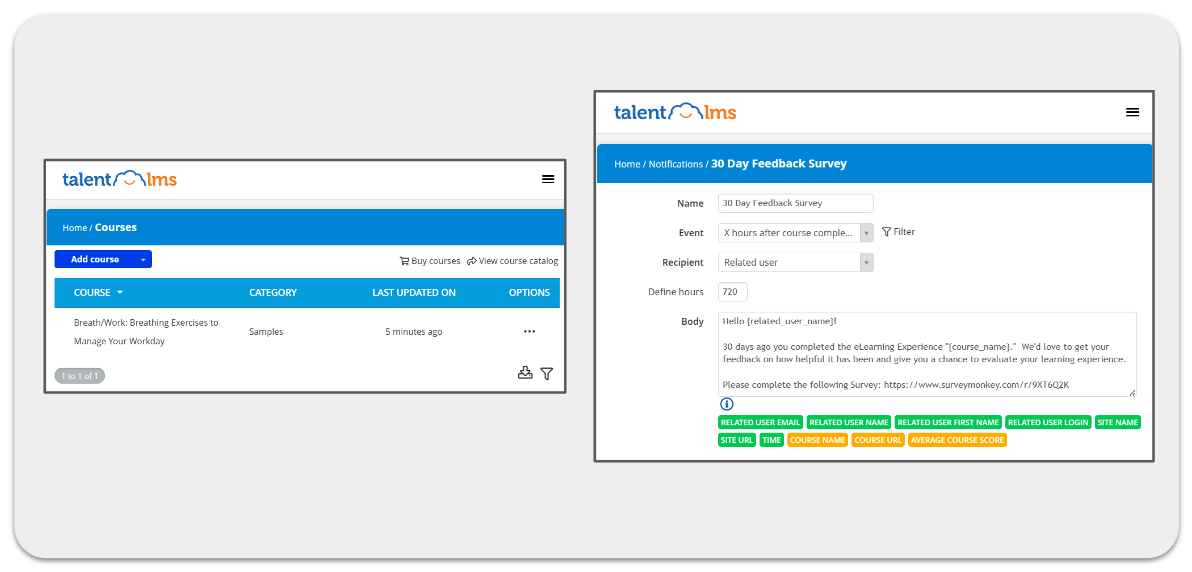 talent lms
Home / Courses
Add course
Buy courses View course catalog
COURSE CATEGORY LAST UPDATED ON OPTIONS
Breath/Work: Breathing Exercises to
Manage Your Workday
Samples
5 minutes ago
1 to 1 of 1
talent lms
Home / Notifications / 30 Day Feedback Survey
Name 30 Day Feedback Survey
Event X hours after course comple... Filter
Recipient Related user
Define hours 720
Body Hello {related_user_name}!
30 days ago you completed the eLearning Experience "{course_name}." We'd love to get your
feedback on how helpful it has been and give you a chance to evaluate your learning experience.
Please complete the following Survey: https://www.surveymonkey.com/r/9XT6Q2K
RELATED USER EMAIL RELATED USER NAME RELATED USER FIRST NAME RELATED USER LOGIN SITE NAME
SITE URL TIME COURSE NAME COURSE URL AVERAGE COURSE SCORE